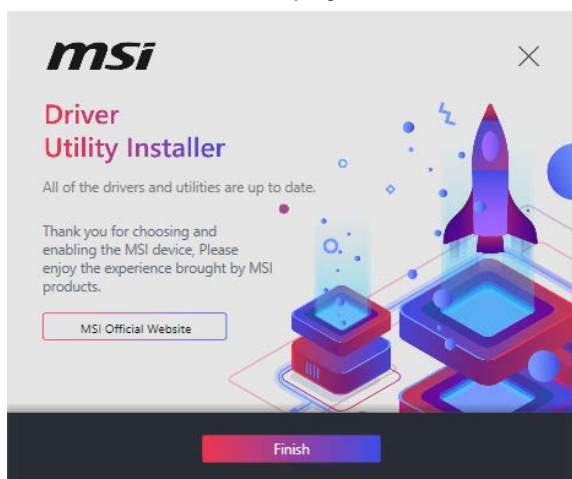 msi
Driver
Utility Installer
All of the drivers and utilities are up to date.
Thank you for choosing and
enabling the MSI device, Please
enjoy the experience brought by MSI
products.
MSI Official Website
Finish